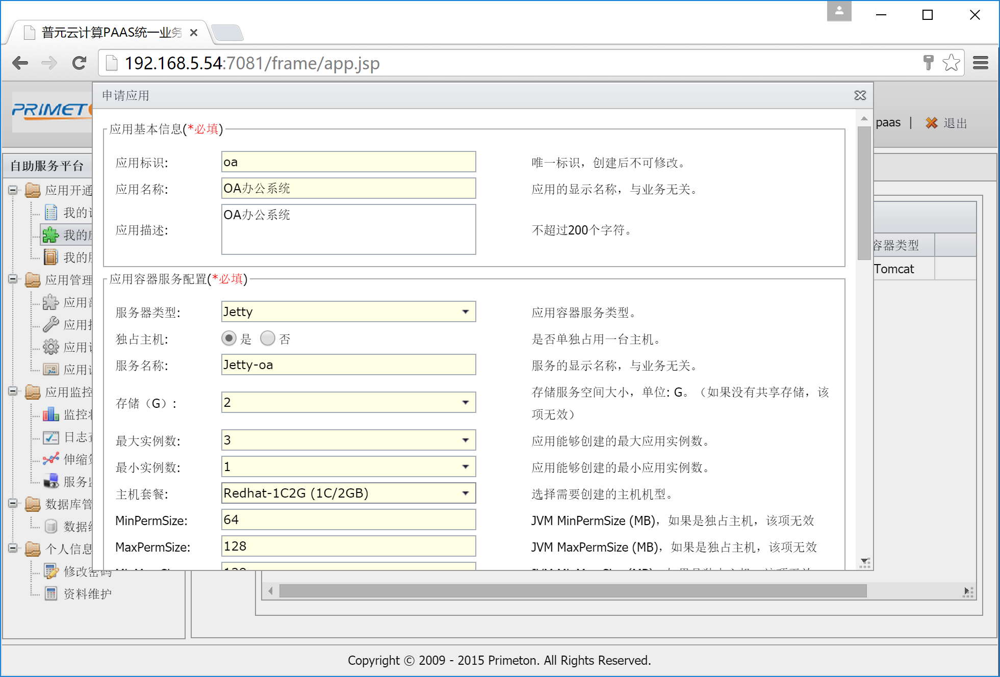 普元云计算PAAS统一业务
192.168.5.54:7081/frame/app.jsp
PRIMET
申请应用
paas | 退出
应用基本信息(*必填)
应用标识: oa 唯一标识，创建后不可修改。
应用名称: OA办公系统 应用的显示名称，与业务无关。
应用描述: OA办公系统 不超过200个字符。
应用容器服务配置(*必填)
服务器类型: Jetty 应用容器服务类型。
独占主机: 是 否 是否单独占用一台主机。
服务名称: Jetty-oa 服务的显示名称，与业务无关。
存储（G）: 2 存储服务空间大小，单位: G。（如果没有共享存储，该
项无效）
最大实例数: 3 应用能够创建的最大应用实例数。
最小实例数: 1 应用能够创建的最小应用实例数。
主机套餐: Redhat-1C2G (1C/2GB) 选择需要创建的主机机型。
MinPermSize: 64 JVM MinPermSize (MB)，如果是独占主机，该项无效
MaxPermSize: 128 JVM MaxPermSize (MB)，如果是独占主机，该项无效
自助服务平台
应用开通
我的
我的
我的
应用管理
应用
应用
应用
应用
应用监控
监控
日志
伸缩
服务
数据库管
数据
个人信息
修改密码
资料维护
容器类型
Tomcat
Copyright © 2009 - 2015 Primeton. All Rights Reserved.